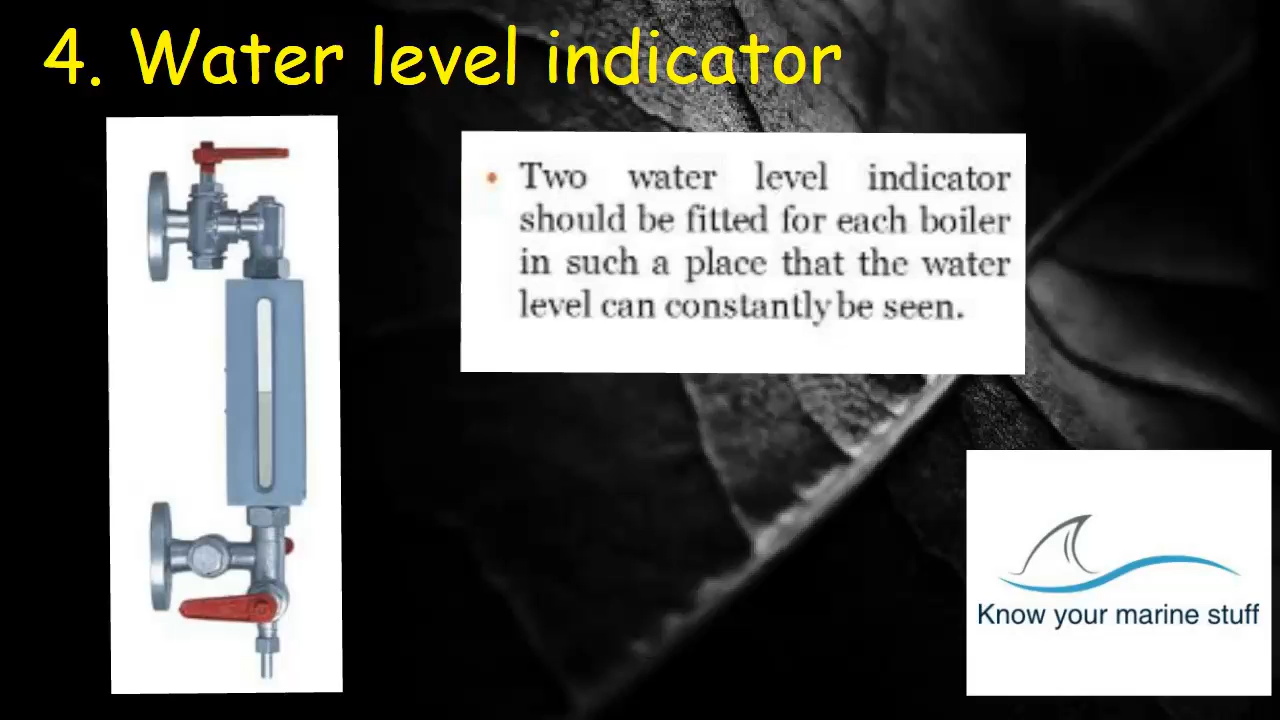 4. Water level indicator
• Two water level indicator
should be fitted for each boiler
in such a place that the water
level can constantly be seen.
Know your marine stuff